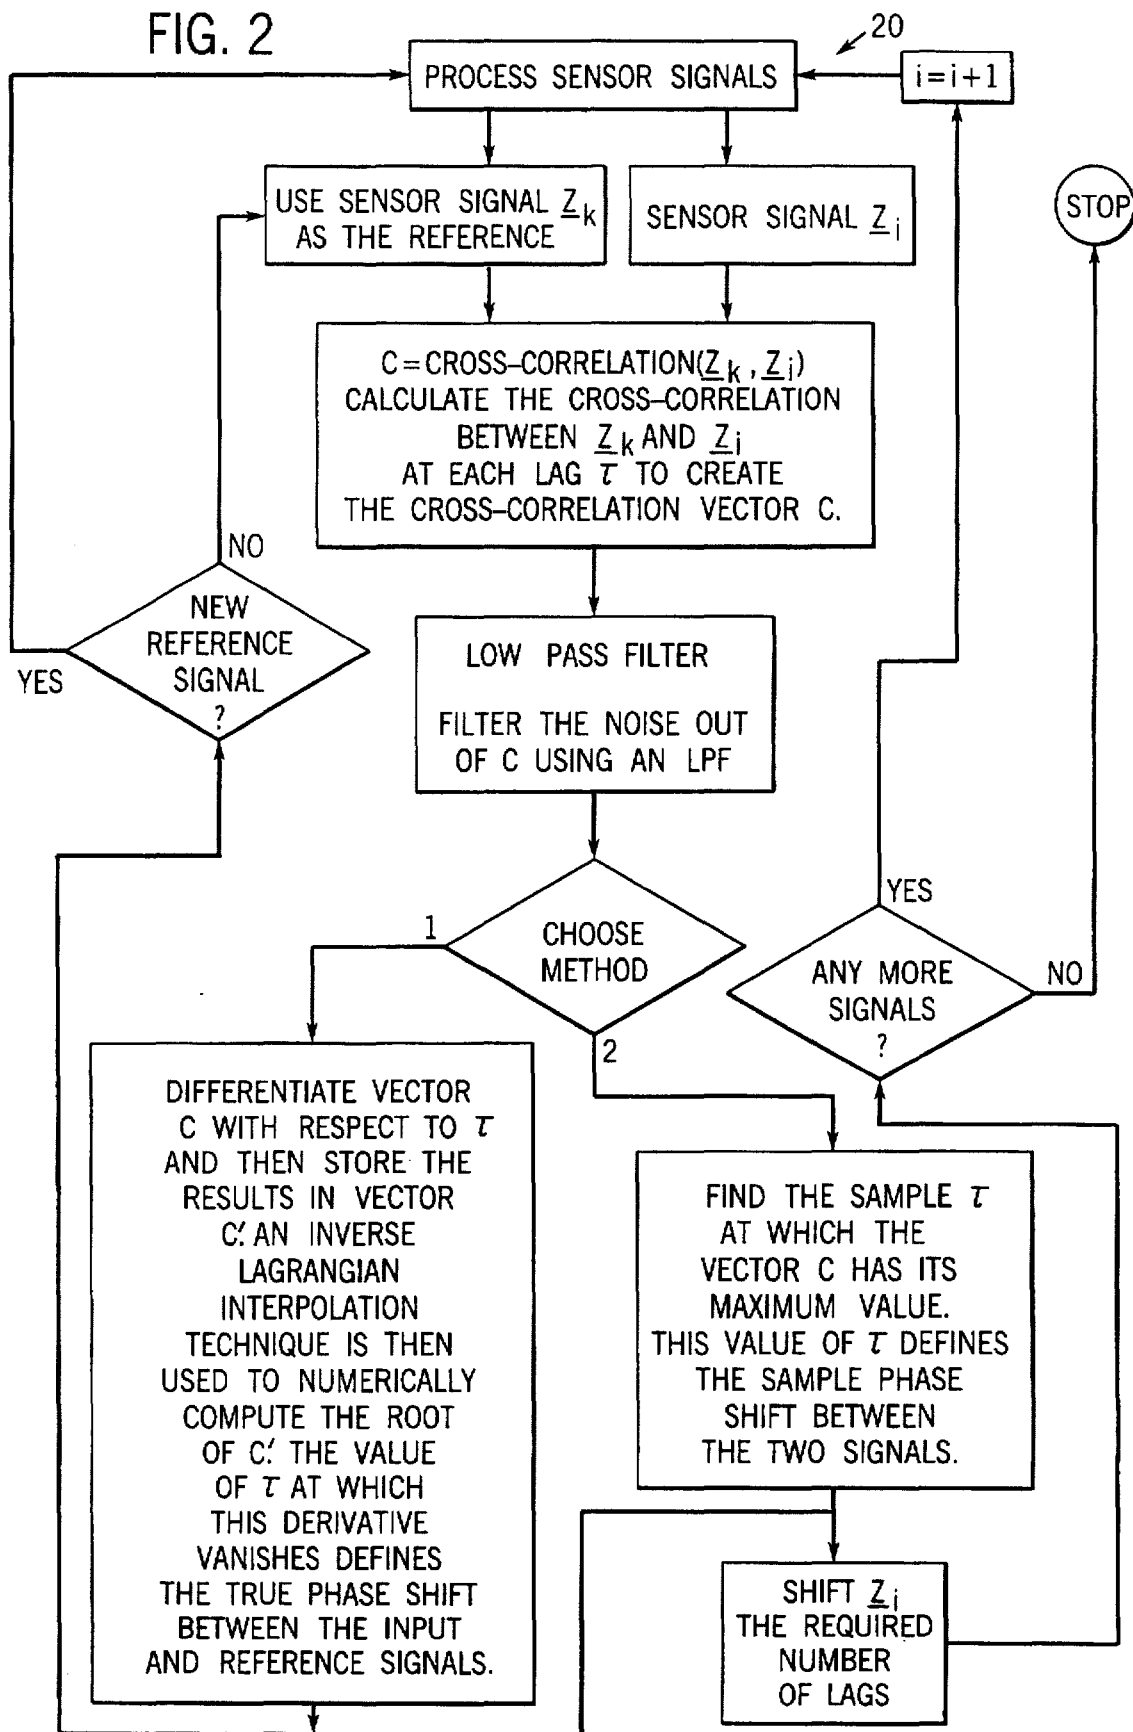 FIG. 2
20
PROCESS SENSOR SIGNALS
i=i+1
USE SENSOR SIGNAL Z_k
AS THE REFERENCE
SENSOR SIGNAL Z_i
STOP
C=CROSS–CORRELATION(Z_k, Z_i)
CALCULATE THE CROSS–CORRELATION
BETWEEN Z_k AND Z_i
AT EACH LAG τ TO CREATE
THE CROSS–CORRELATION VECTOR C.
NO
NEW
REFERENCE
SIGNAL
?
YES
LOW PASS FILTER
FILTER THE NOISE OUT
OF C USING AN LPF
CHOOSE
METHOD
1
2
YES
ANY MORE
SIGNALS
?
NO
DIFFERENTIATE VECTOR
C WITH RESPECT TO τ
AND THEN STORE THE
RESULTS IN VECTOR
C'. AN INVERSE
LAGRANGIAN
INTERPOLATION
TECHNIQUE IS THEN
USED TO NUMERICALLY
COMPUTE THE ROOT
OF C'. THE VALUE
OF τ AT WHICH
THIS DERIVATIVE
VANISHES DEFINES
THE TRUE PHASE SHIFT
BETWEEN THE INPUT
AND REFERENCE SIGNALS.
FIND THE SAMPLE τ
AT WHICH THE
VECTOR C HAS ITS
MAXIMUM VALUE.
THIS VALUE OF τ DEFINES
THE SAMPLE PHASE
SHIFT BETWEEN
THE TWO SIGNALS.
SHIFT Z_i
THE REQUIRED
NUMBER
OF LAGS